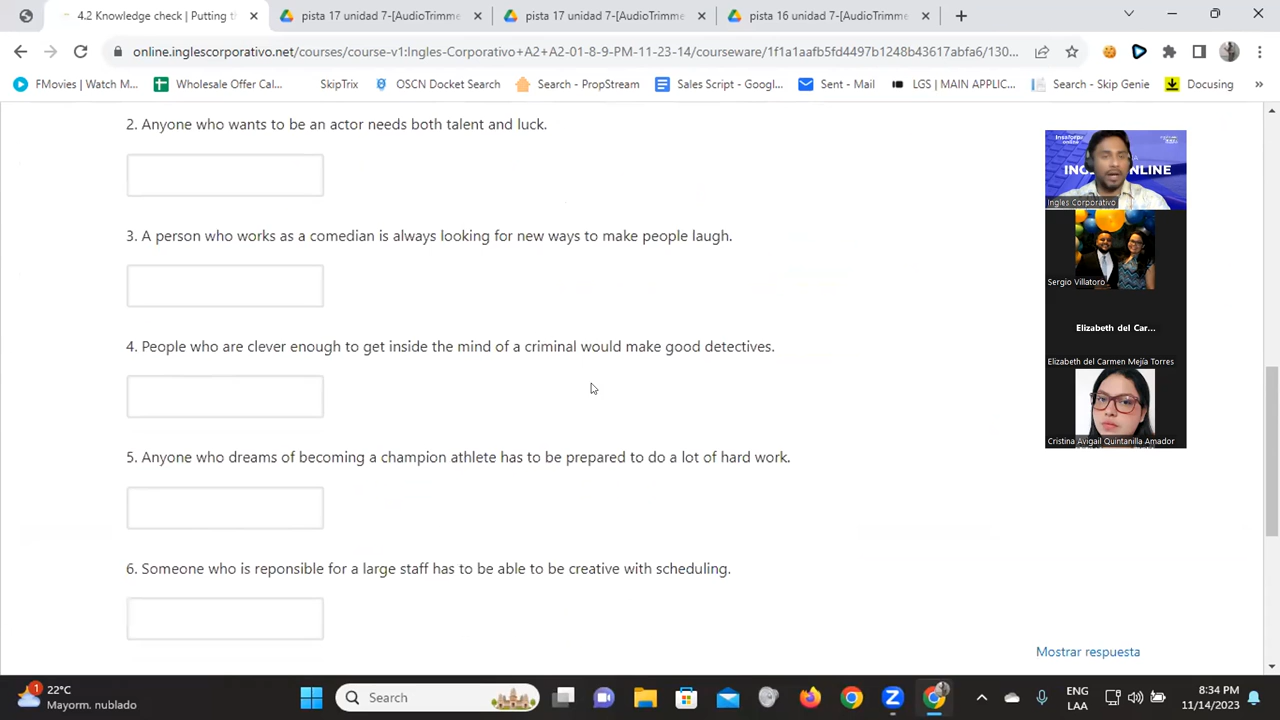 4.2 Knowledge check | Putting t
pista 17 unidad 7-[AudioTrimme
pista 17 unidad 7-[AudioTrimme
pista 16 unidad 7-[AudioTrimme
online.inglescorporativo.net/courses/course-v1:Ingles-Corporativo+A2+A2-01-8-9-PM-11-23-14/courseware/1f1a1aafb5fd4497b1248b43617abfa6/130...
FMovies | Watch M...
Wholesale Offer Cal...
SkipTrix
OSCN Docket Search
Search - PropStream
Sales Script - Googl...
Sent - Mail
LGS | MAIN APPLIC...
Search - Skip Genie
Docusing
»
2. Anyone who wants to be an actor needs both talent and luck.
3. A person who works as a comedian is always looking for new ways to make people laugh.
4. People who are clever enough to get inside the mind of a criminal would make good detectives.
5. Anyone who dreams of becoming a champion athlete has to be prepared to do a lot of hard work.
6. Someone who is reponsible for a large staff has to be able to be creative with scheduling.
Mostrar respuesta
Ingles Corporativo
Sergio Villatoro
Elizabeth del Car...
Elizabeth del Carmen Mejía Torres
Cristina Avigail Quintanilla Amador
1
22°C
Mayorm. nublado
Search
ENG
LAA
8:34 PM
11/14/2023